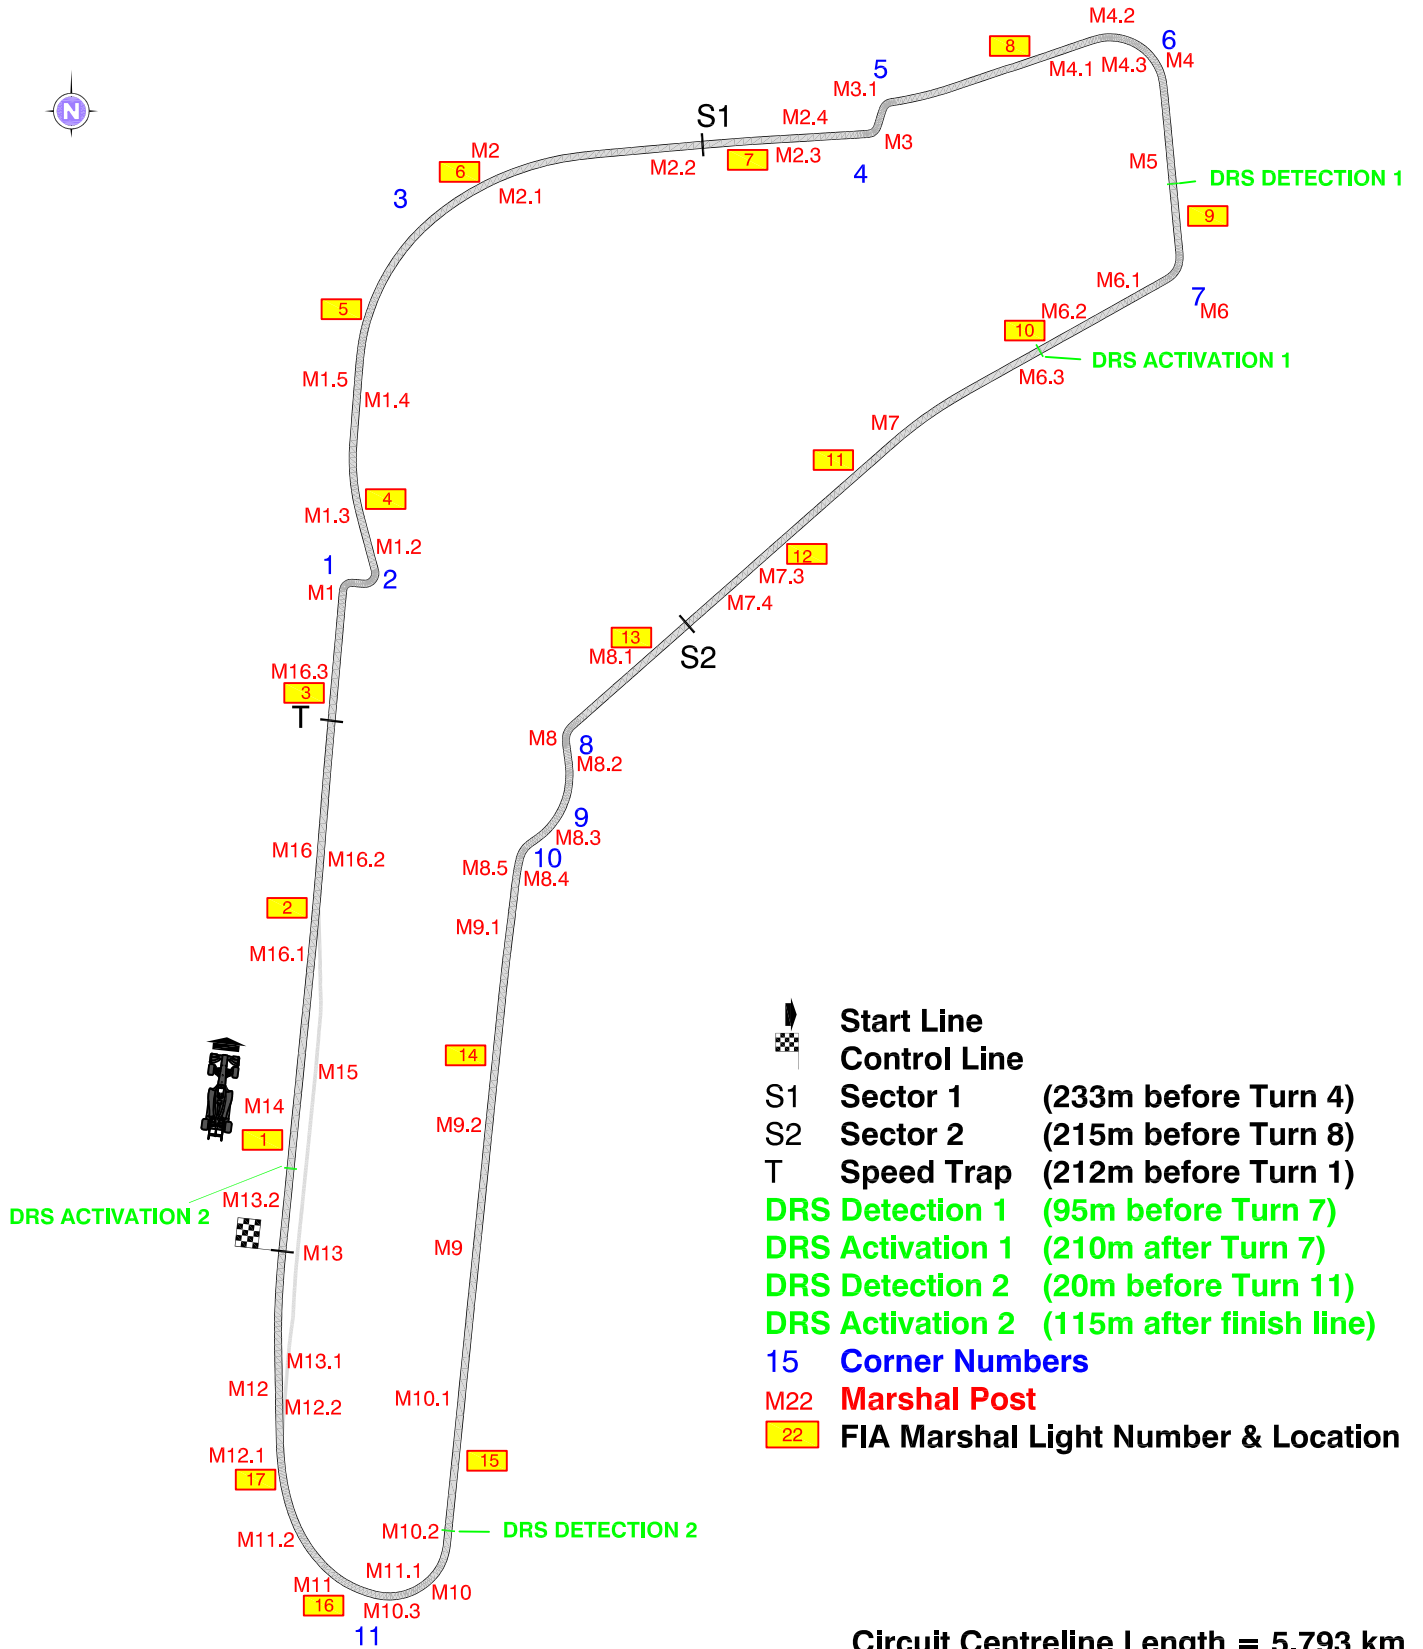 M4.2
6
8
M4
M4.1 M4.3
5
M3.1
N
S1
M2.4
M3
M2
M2.2
7
M2.3
4
M5
6
M2.1
3
DRS DETECTION 1
9
M6.1
7
M6
5
M6.2
10
DRS ACTIVATION 1
M6.3
M1.5
M1.4
M7
11
4
M1.3
M1.2
12
1
2
M1
M7.3
M7.4
13
M8.1
S2
M16.3
3
T
M8
8
M8.2
9
M8.3
10
M16
M16.2
M8.5
M8.4
2
M9.1
M16.1
14
M15
M14
M9.2
1
M13.2
DRS ACTIVATION 2
M13
M9
M13.1
M12
M12.2
M10.1
M12.1
17
15
M11.2
M10.2
DRS DETECTION 2
M11.1
M11
M10
16
M10.3
11
Start Line
Control Line
S1 Sector 1 (233m before Turn 4)
S2 Sector 2 (215m before Turn 8)
T Speed Trap (212m before Turn 1)
DRS Detection 1 (95m before Turn 7)
DRS Activation 1 (210m after Turn 7)
DRS Detection 2 (20m before Turn 11)
DRS Activation 2 (115m after finish line)
15 Corner Numbers
M22 Marshal Post
22 FIA Marshal Light Number & Location
Circuit Centreline Length = 5.793 km